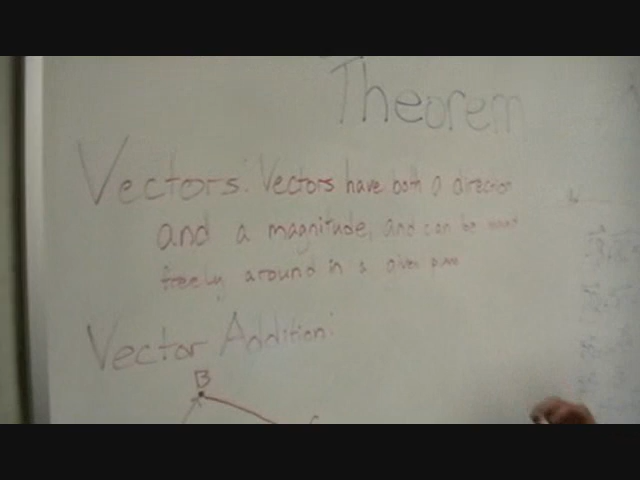 Theorem
Vectors: Vectors have both a direction
and a magnitude, and can be
freely around in a given
Vector Addition:
B